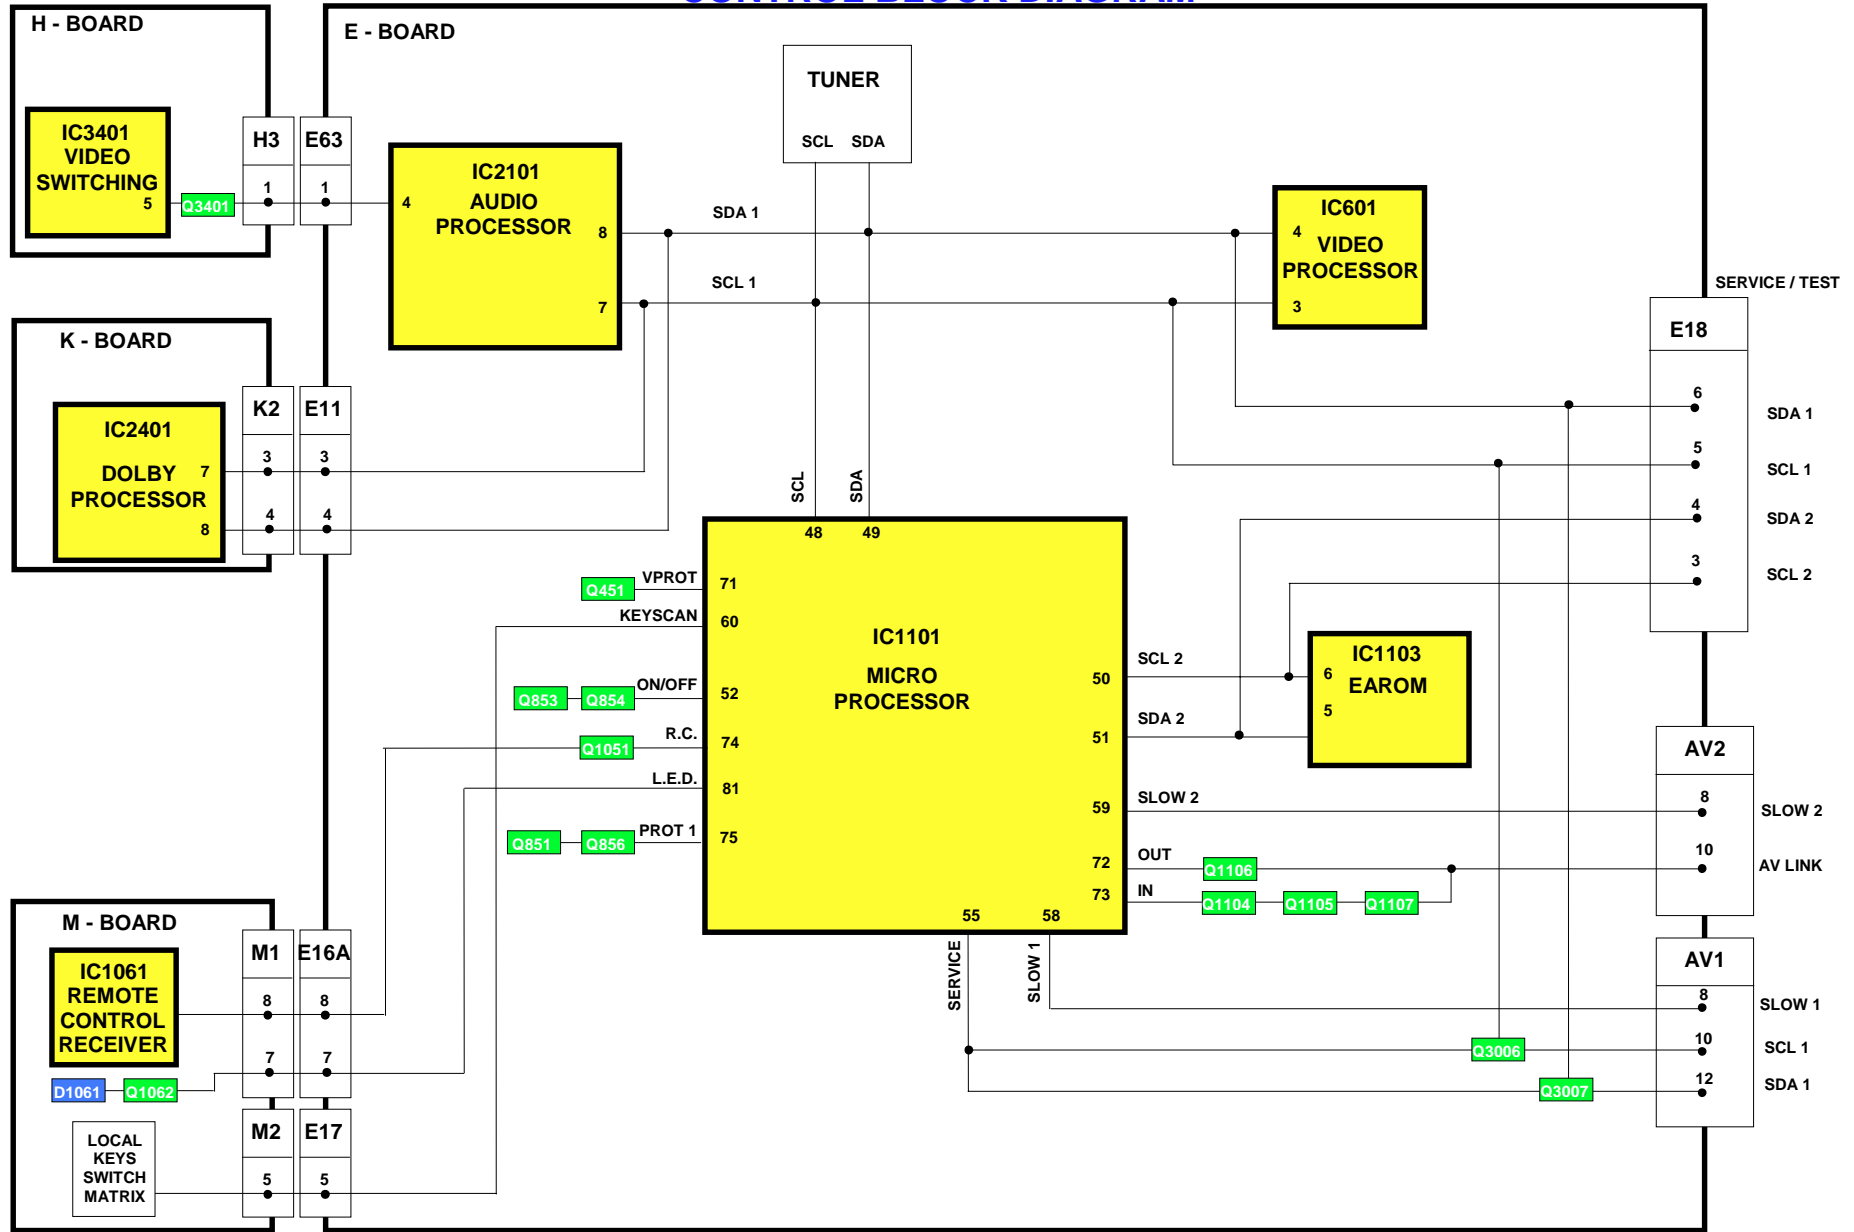 CONTROL BLOCK DIAGRAM
H - BOARD
IC3401
VIDEO
SWITCHING
5
Q3401
H3
1
E63
1
E - BOARD
IC2101
AUDIO
PROCESSOR
4
8
7
TUNER
SCL SDA
SDA 1
SCL 1
IC601
VIDEO
PROCESSOR
4
3
SERVICE / TEST
E18
6
SDA 1
5
SCL 1
4
SDA 2
3
SCL 2
K - BOARD
IC2401
DOLBY
PROCESSOR
7
8
K2
3
4
E11
3
4
SCL
SDA
48
49
IC1101
MICRO
PROCESSOR
Q451
VPROT
71
KEYSCAN
60
Q853
Q854
ON/OFF
52
Q1051
R.C.
74
L.E.D.
81
Q851
Q856
PROT 1
75
50
SCL 2
51
SDA 2
IC1103
EAROM
6
5
59
SLOW 2
72
OUT
Q1106
73
IN
Q1104
Q1105
Q1107
55
58
SERVICE
SLOW 1
AV2
8
SLOW 2
10
AV LINK
AV1
8
SLOW 1
10
SCL 1
12
SDA 1
Q3006
Q3007
M - BOARD
IC1061
REMOTE
CONTROL
RECEIVER
D1061
Q1062
M1
8
7
E16A
8
7
LOCAL
KEYS
SWITCH
MATRIX
M2
5
E17
5